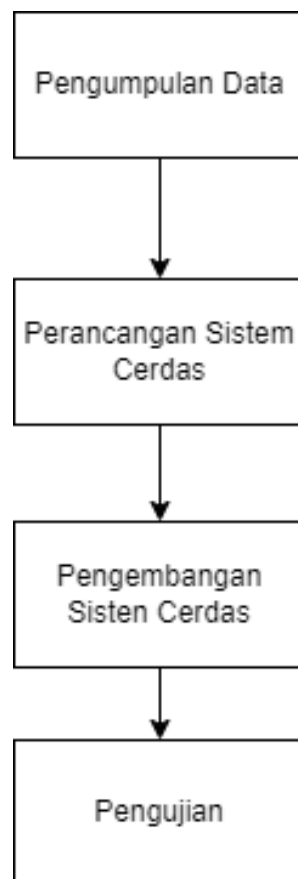 Pengumpulan Data
Perancangan Sistem
Cerdas
Pengembangan
Sisten Cerdas
Pengujian